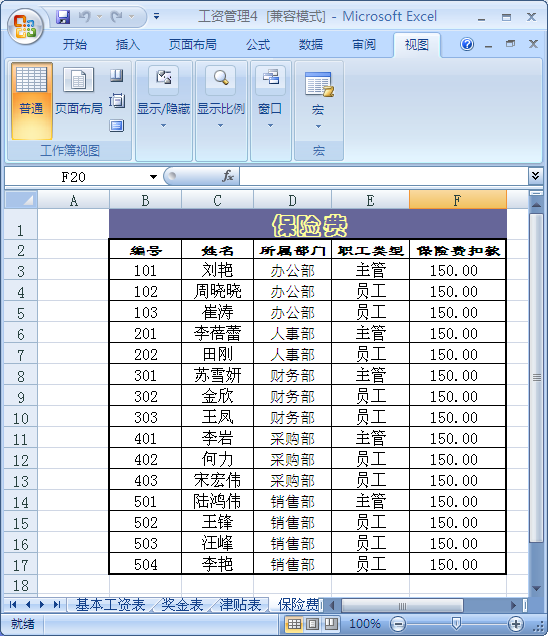 工资管理4 [兼容模式] - Microsoft Excel
开始 插入 页面布局 公式 数据 审阅 视图
普通 页面布局 显示/隐藏 显示比例 窗口 宏
工作簿视图 宏
F20 fx
A B C D E F
1 保险费
2 编号 姓名 所属部门 职工类型 保险费扣款
3 101 刘艳 办公部 主管 150.00
4 102 周晓晓 办公部 员工 150.00
5 103 崔涛 办公部 员工 150.00
6 201 李蓓蕾 人事部 主管 150.00
7 202 田刚 人事部 员工 150.00
8 301 苏雪妍 财务部 主管 150.00
9 302 金欣 财务部 员工 150.00
10 303 王凤 财务部 员工 150.00
11 401 李岩 采购部 主管 150.00
12 402 何力 采购部 员工 150.00
13 403 宋宏伟 采购部 员工 150.00
14 501 陆鸿伟 销售部 主管 150.00
15 502 王锋 销售部 员工 150.00
16 503 汪峰 销售部 员工 150.00
17 504 李艳 销售部 员工 150.00
18
基本工资表 奖金表 津贴表 保险费
就绪 100%